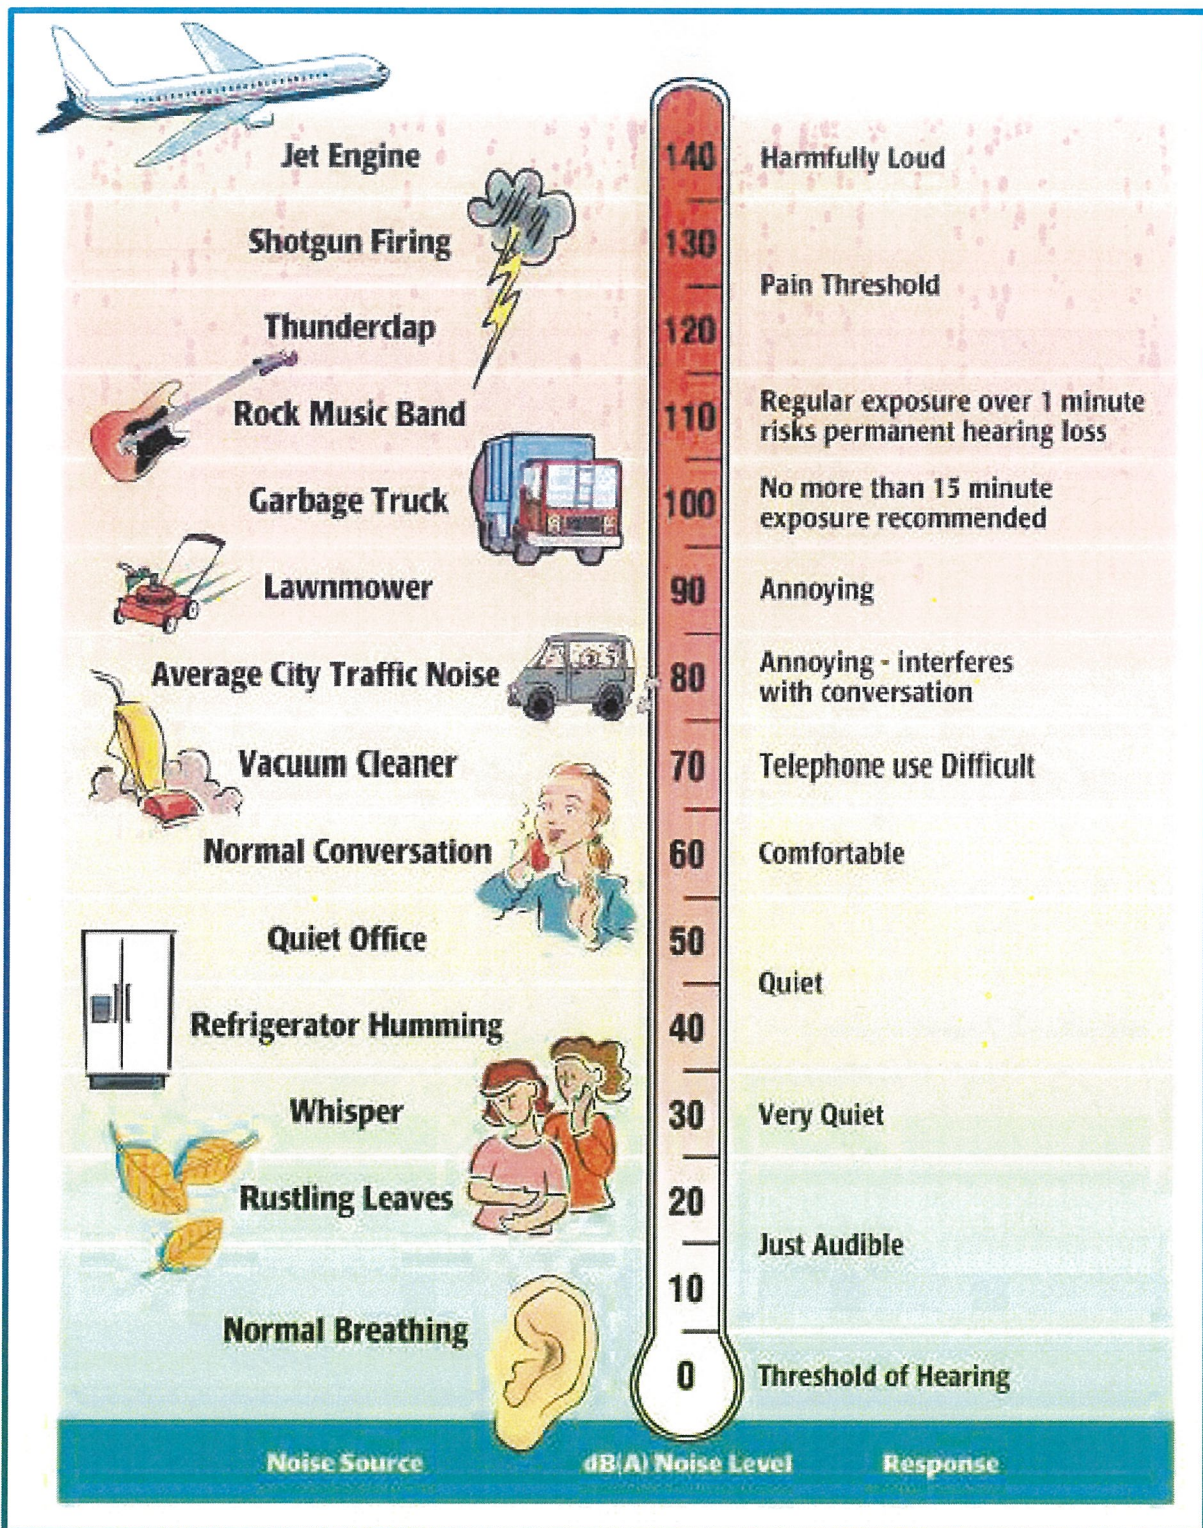 Jet Engine 140 Harmfully Loud
Shotgun Firing 130
Pain Threshold
Thunderclap 120
Rock Music Band 110 Regular exposure over 1 minute
risks permanent hearing loss
Garbage Truck 100 No more than 15 minute
exposure recommended
Lawnmower 90 Annoying
Average City Traffic Noise 80 Annoying - interferes
with conversation
Vacuum Cleaner 70 Telephone use Difficult
Normal Conversation 60 Comfortable
Quiet Office 50
Quiet
Refrigerator Humming 40
Whisper 30 Very Quiet
Rustling Leaves 20
Just Audible
10
Normal Breathing
0 Threshold of Hearing
Noise Source dB(A) Noise Level Response